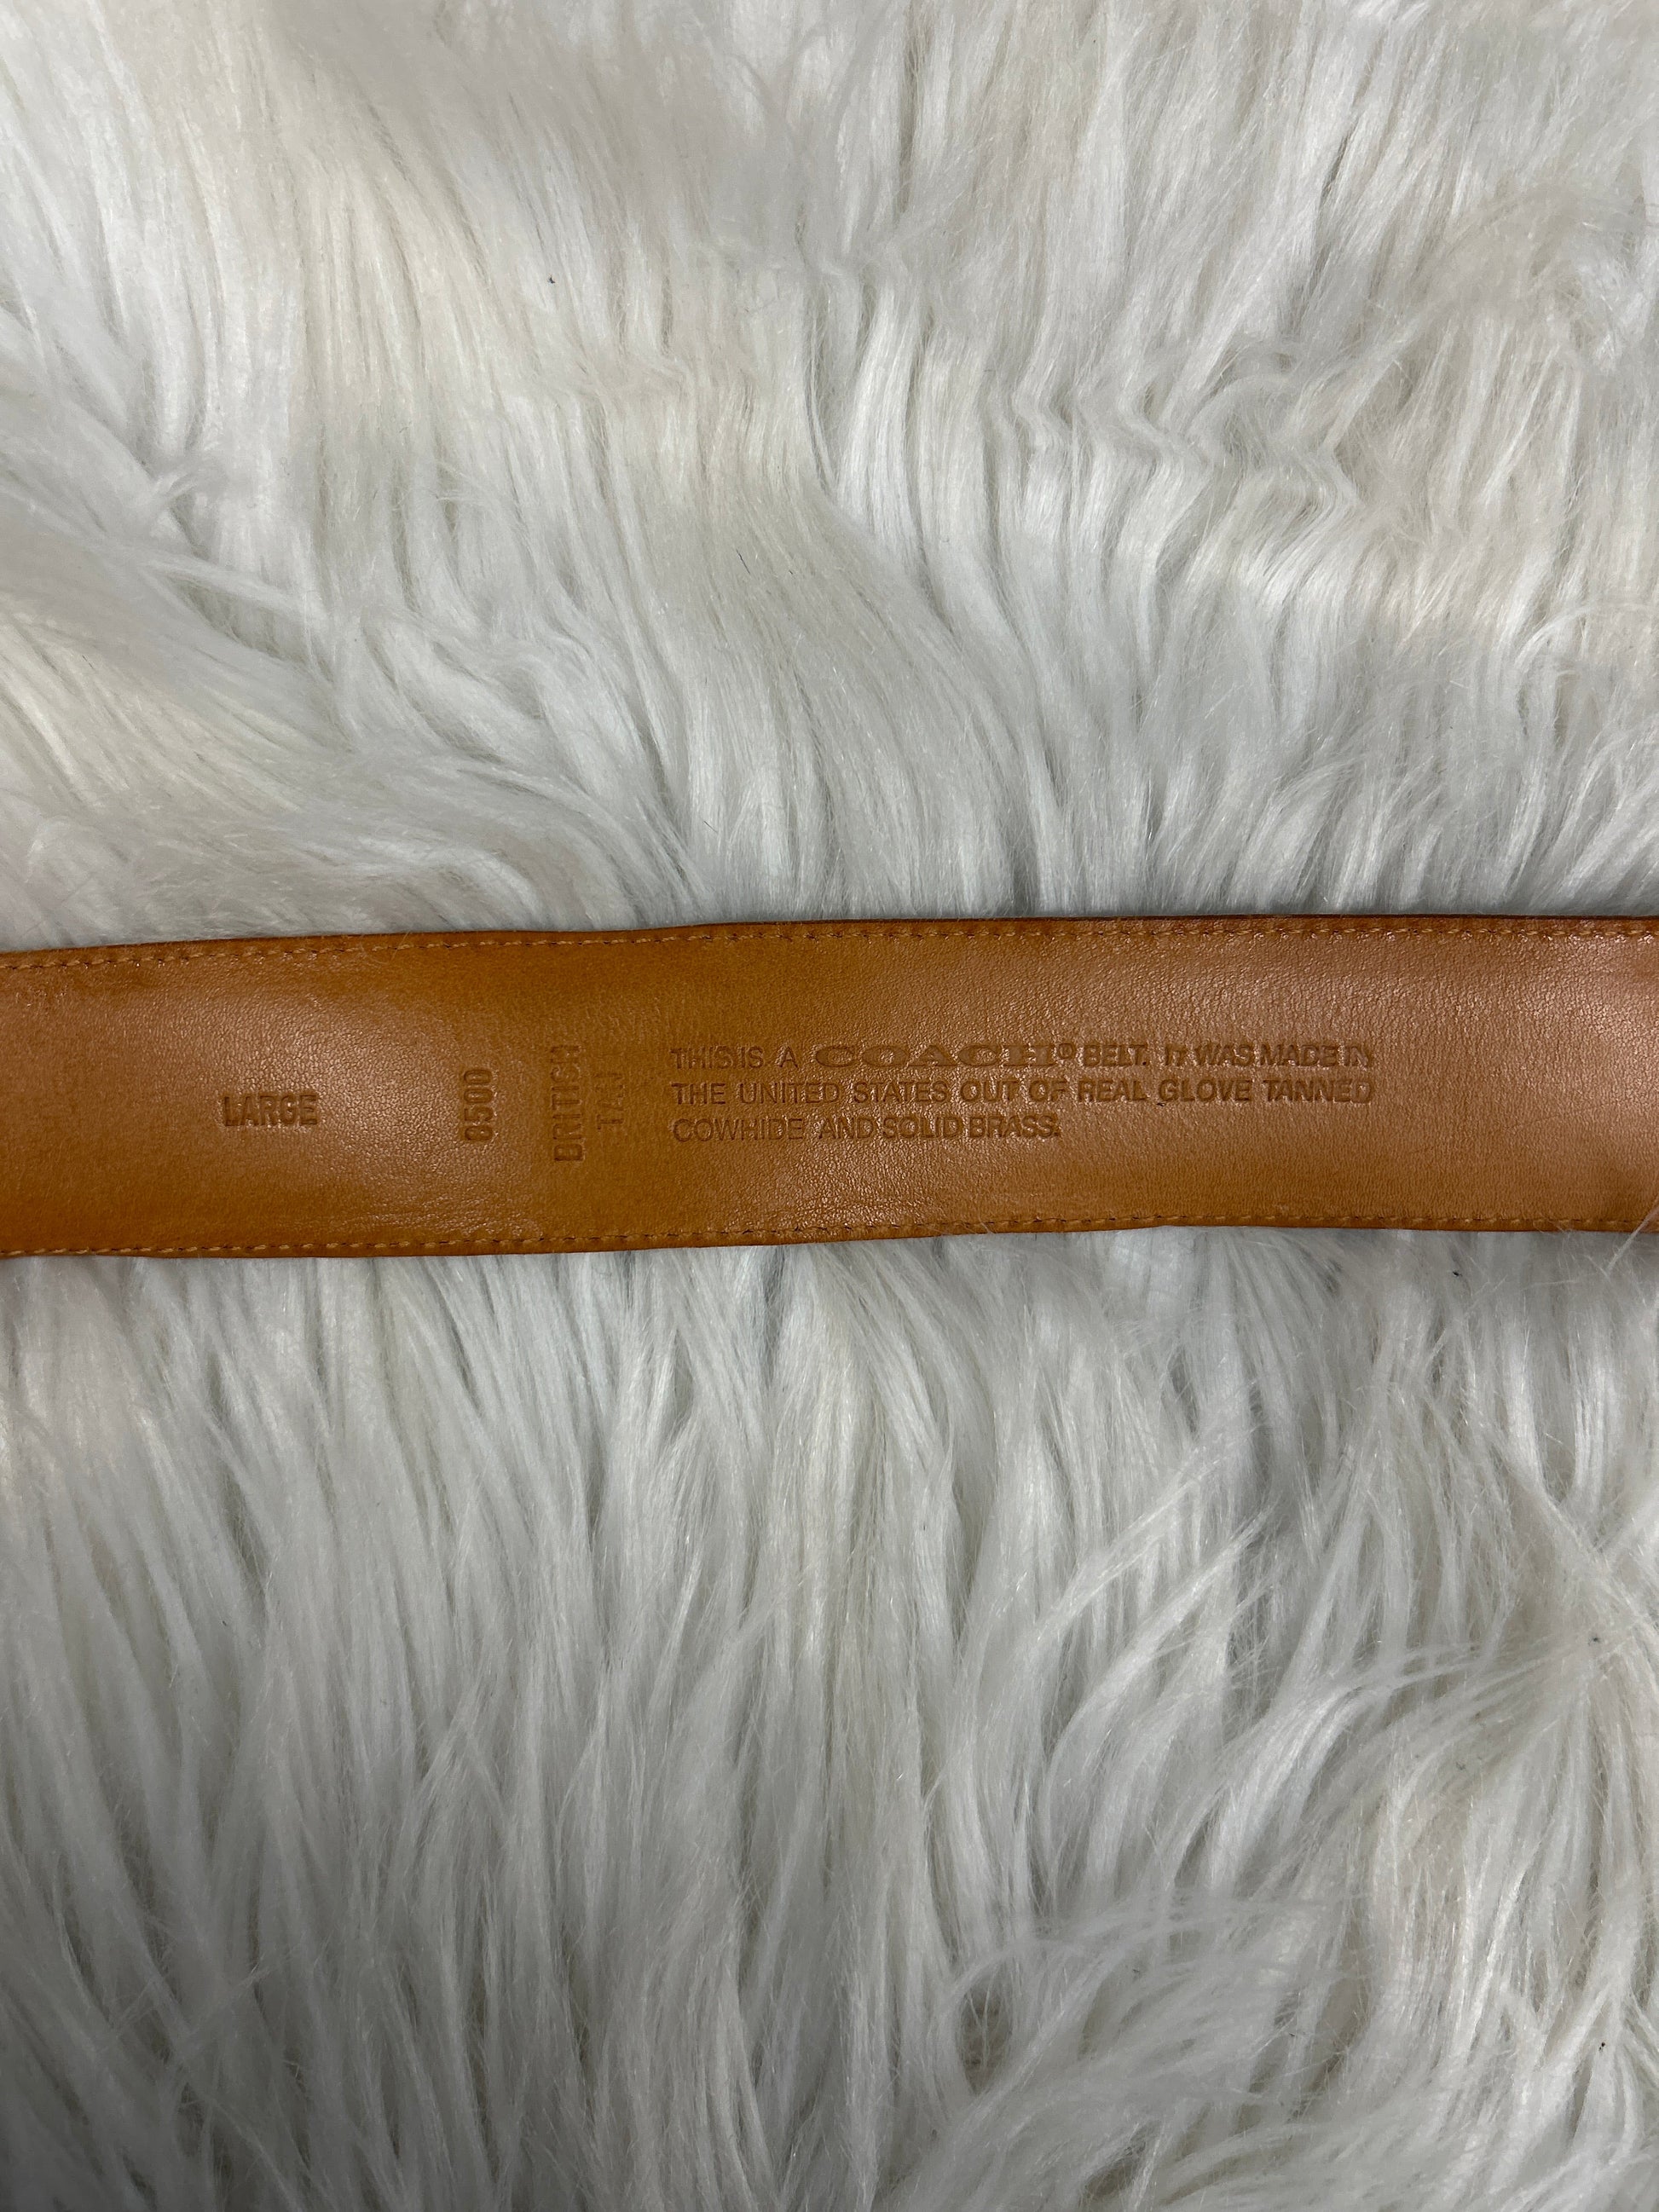 LARGE
8500
BRITISH
TAN
THIS IS A COACH® BELT. IT WAS MADE IN
THE UNITED STATES OUT OF REAL GLOVE TANNED
COWHIDE AND SOLID BRASS.